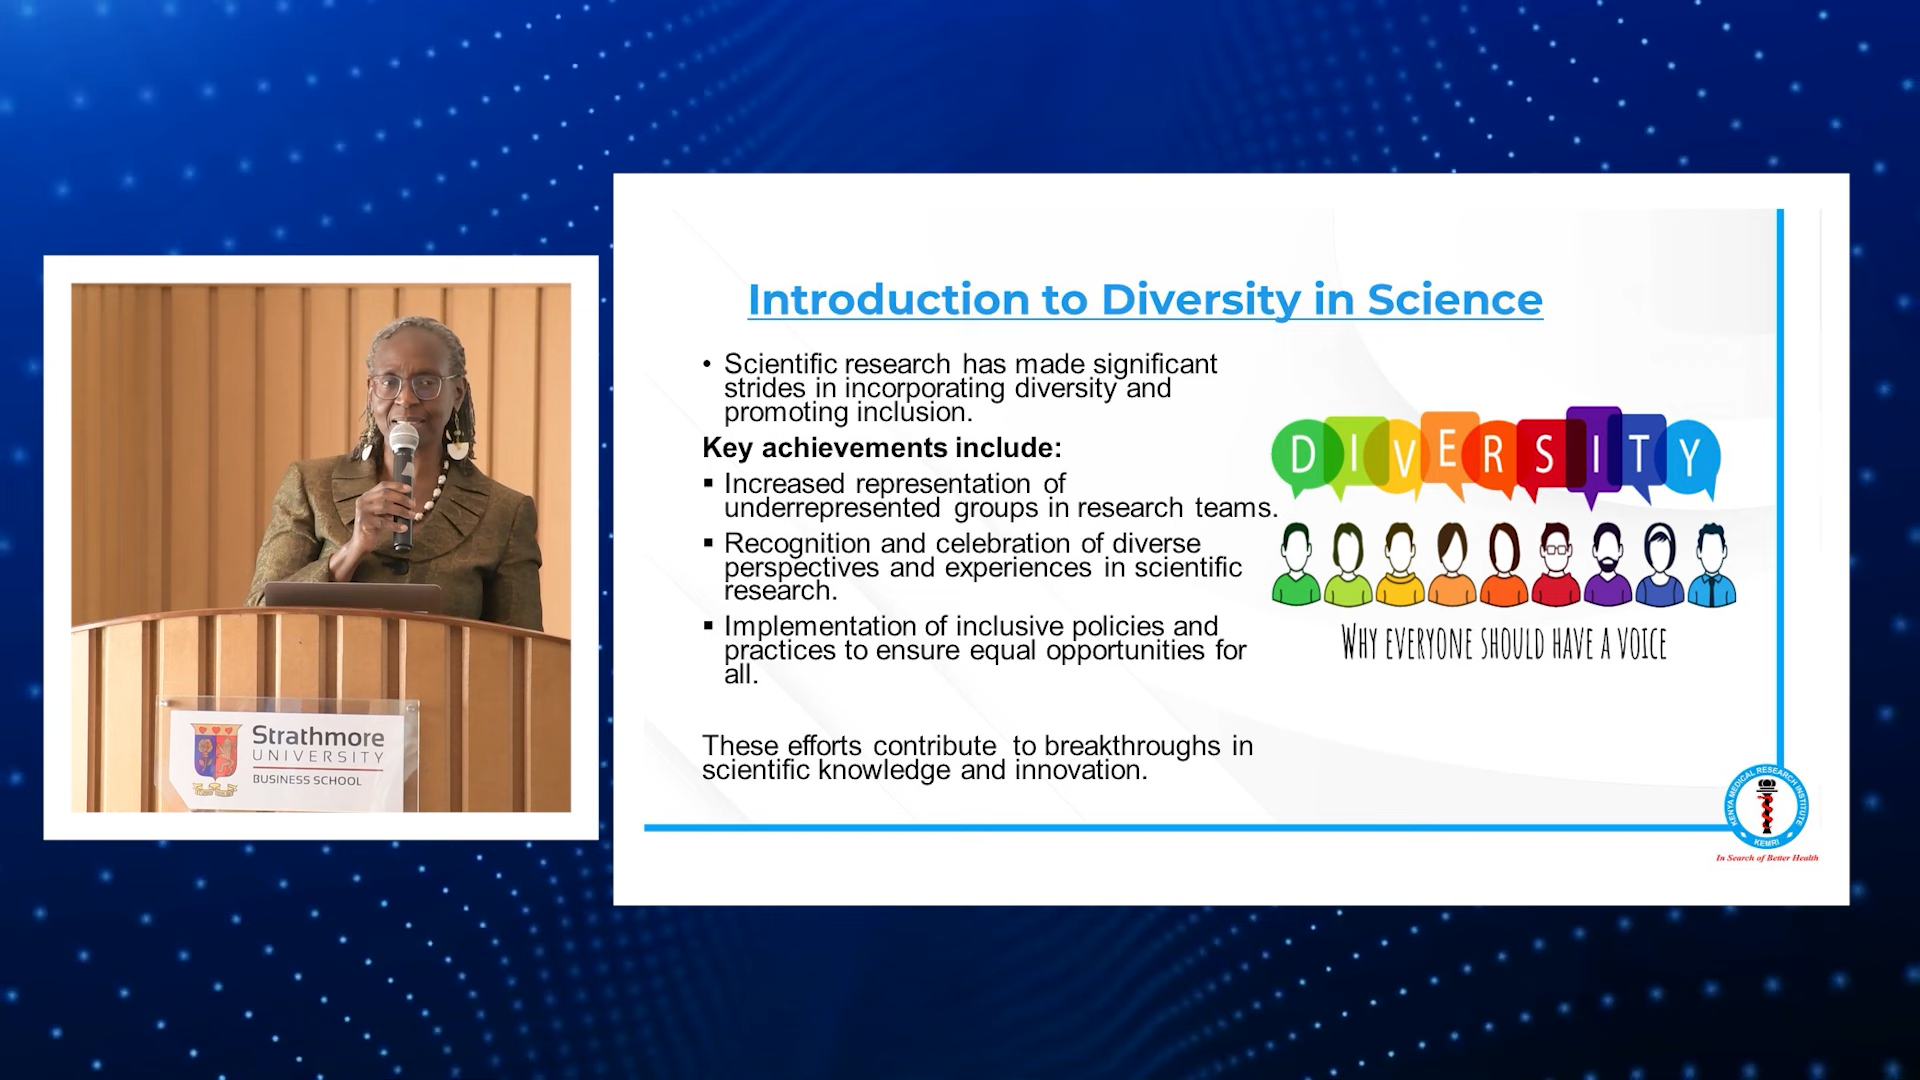 Strathmore
UNIVERSITY
BUSINESS SCHOOL
Introduction to Diversity in Science
• Scientific research has made significant
strides in incorporating diversity and
promoting inclusion.
Key achievements include:
▪ Increased representation of
underrepresented groups in research teams.
▪ Recognition and celebration of diverse
perspectives and experiences in scientific
research.
▪ Implementation of inclusive policies and
practices to ensure equal opportunities for
all.
These efforts contribute to breakthroughs in
scientific knowledge and innovation.
DIVERSITY
WHY EVERYONE SHOULD HAVE A VOICE
KENYA MEDICAL RESEARCH INSTITUTE
KEMRI
In Search of Better Health